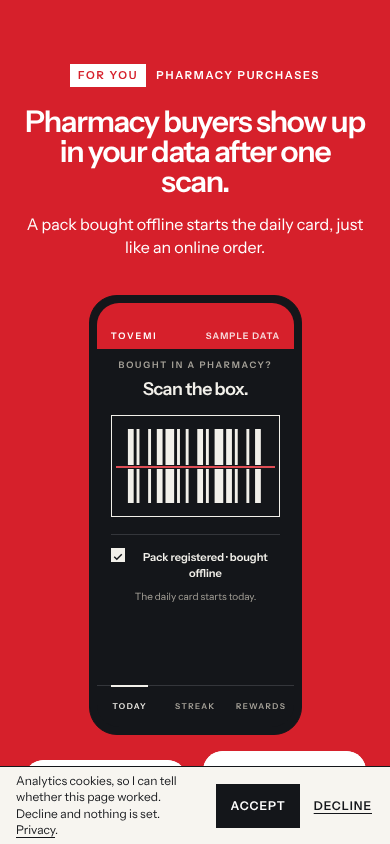 FOR YOU PHARMACY PURCHASES
Pharmacy buyers show up
in your data after one
scan.
A pack bought offline starts the daily card, just
like an online order.
TOVEMI SAMPLE DATA
BOUGHT IN A PHARMACY?
Scan the box.
Pack registered · bought
offline
The daily card starts today.
TODAY STREAK REWARDS
Analytics cookies, so I can tell
whether this page worked.
Decline and nothing is set.
Privacy.
ACCEPT DECLINE